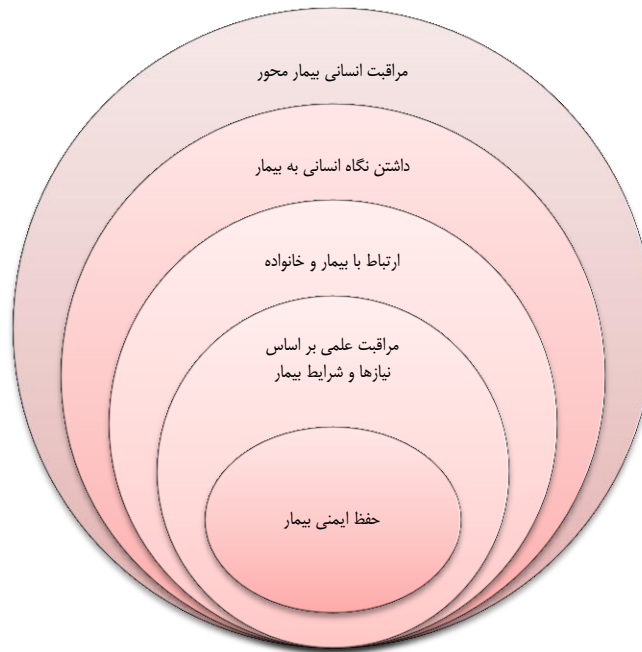 مراقبت انسانی بیمار محور
داشتن نگاه انسانی به بیمار
ارتباط با بیمار و خانواده
مراقبت علمی بر اساس
نیازها و شرایط بیمار
حفظ ایمنی بیمار